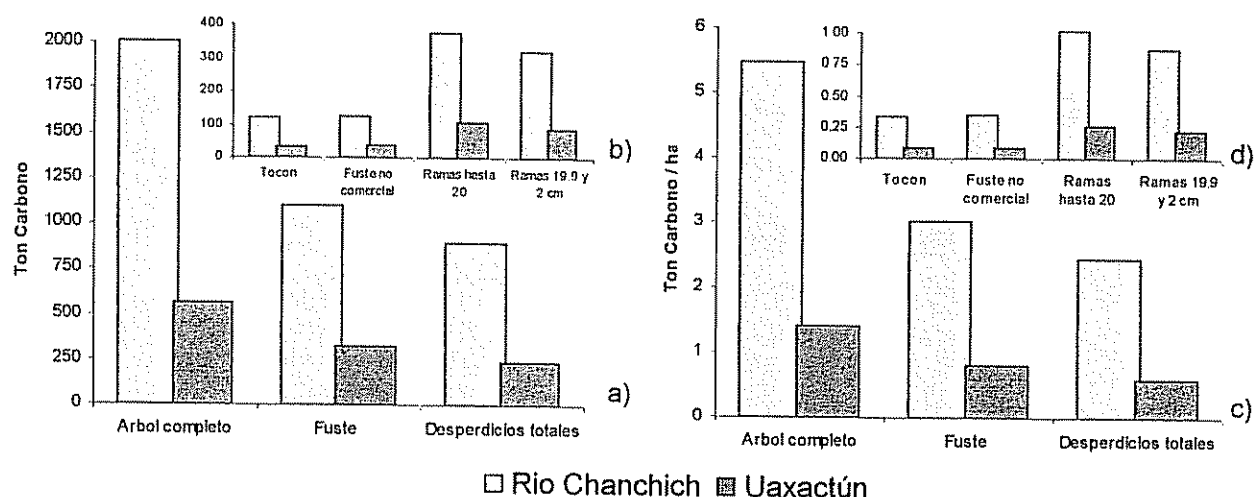 Ton Carbono
2000
1750
1500
1250
1000
750
500
250
0
Arbol completo
Fuste
Desperdicios totales
a)
400
300
200
100
0
Tocon
Fuste no
comercial
Ramas hasta
20
Ramas 19.9 y
2 cm
b)
Ton Carbono / ha
6
5
4
3
2
1
0
Arbol completo
Fuste
Desperdicios totales
c)
1.00
0.75
0.50
0.25
0.00
Tocon
Fuste no
comercial
Ramas
hasta 20
Ramas 19.9
y 2 cm
d)
Rio Chanchich
Uaxactún